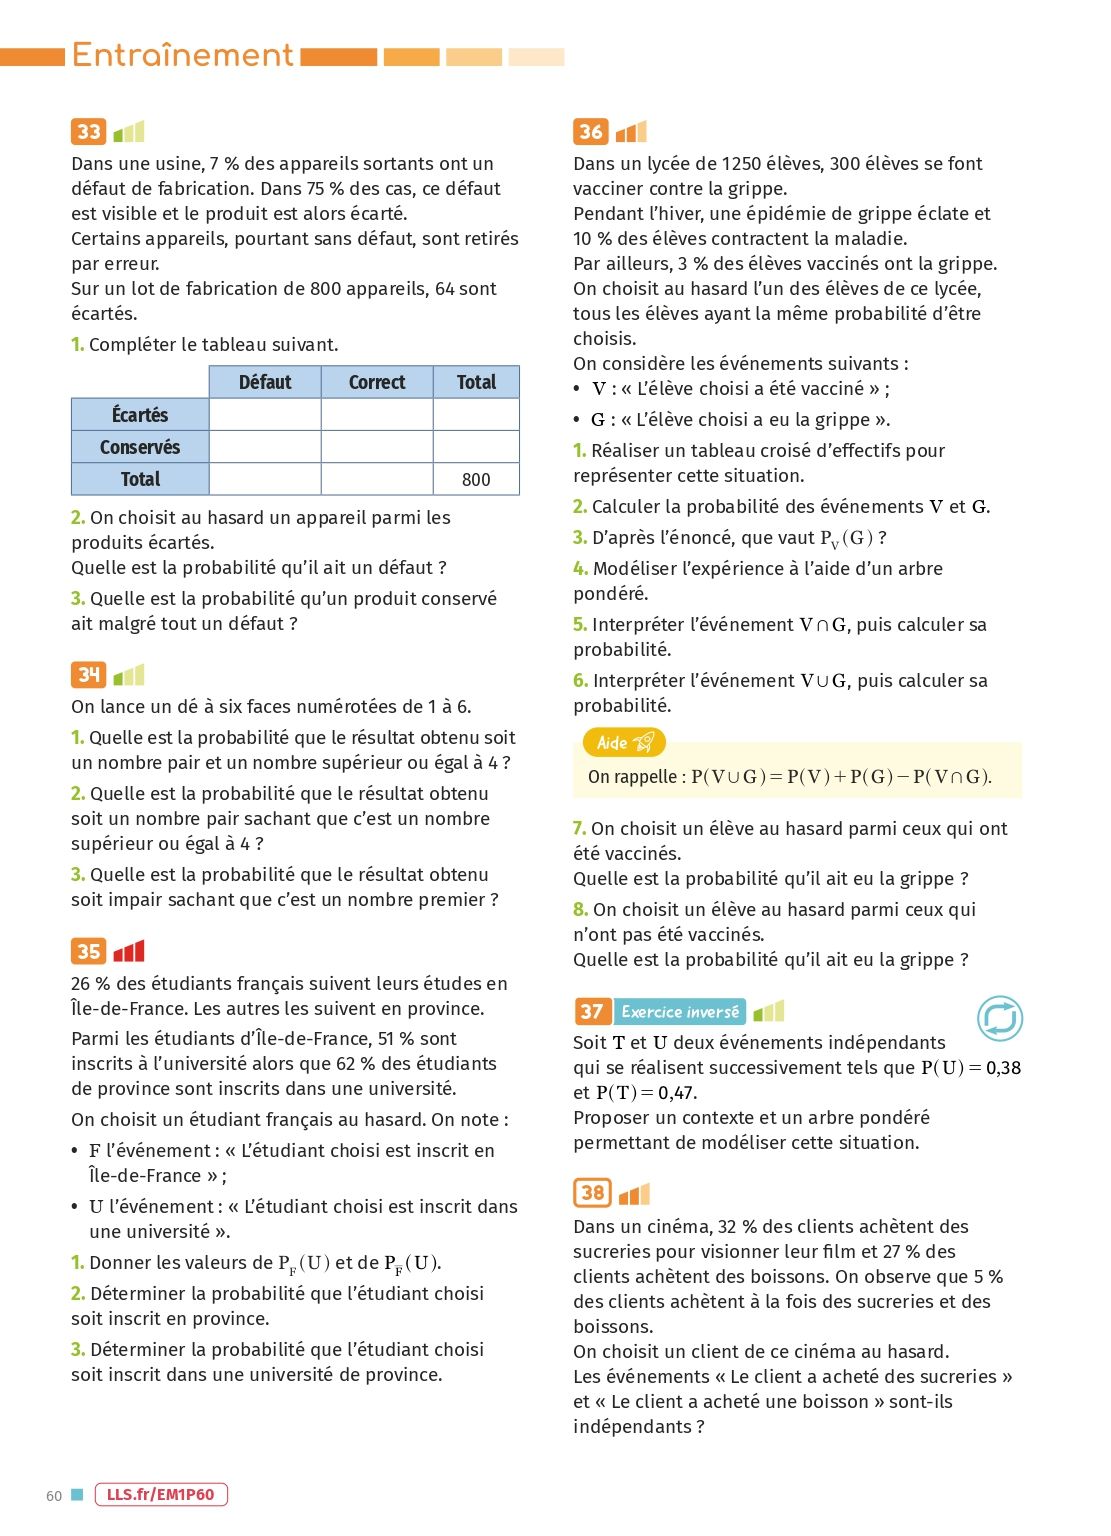 Entraînement
33
Dans une usine, 7 % des appareils sortants ont un
défaut de fabrication. Dans 75 % des cas, ce défaut
est visible et le produit est alors écarté.
Certains appareils, pourtant sans défaut, sont retirés
par erreur.
Sur un lot de fabrication de 800 appareils, 64 sont
écartés.
1. Compléter le tableau suivant.
Défaut Correct Total
Écartés
Conservés
Total 800
2. On choisit au hasard un appareil parmi les
produits écartés.
Quelle est la probabilité qu’il ait un défaut ?
3. Quelle est la probabilité qu’un produit conservé
ait malgré tout un défaut ?
34
On lance un dé à six faces numérotées de 1 à 6.
1. Quelle est la probabilité que le résultat obtenu soit
un nombre pair et un nombre supérieur ou égal à 4 ?
2. Quelle est la probabilité que le résultat obtenu
soit un nombre pair sachant que c’est un nombre
supérieur ou égal à 4 ?
3. Quelle est la probabilité que le résultat obtenu
soit impair sachant que c’est un nombre premier ?
35
26 % des étudiants français suivent leurs études en
Île-de-France. Les autres les suivent en province.
Parmi les étudiants d’Île-de-France, 51 % sont
inscrits à l’université alors que 62 % des étudiants
de province sont inscrits dans une université.
On choisit un étudiant français au hasard. On note :
• F l’événement : « L’étudiant choisi est inscrit en
Île-de-France » ;
• U l’événement : « L’étudiant choisi est inscrit dans
une université ».
1. Donner les valeurs de P_F(U) et de P_F̅(U).
2. Déterminer la probabilité que l’étudiant choisi
soit inscrit en province.
3. Déterminer la probabilité que l’étudiant choisi
soit inscrit dans une université de province.
36
Dans un lycée de 1250 élèves, 300 élèves se font
vacciner contre la grippe.
Pendant l’hiver, une épidémie de grippe éclate et
10 % des élèves contractent la maladie.
Par ailleurs, 3 % des élèves vaccinés ont la grippe.
On choisit au hasard l’un des élèves de ce lycée,
tous les élèves ayant la même probabilité d’être
choisis.
On considère les événements suivants :
• V : « L’élève choisi a été vacciné » ;
• G : « L’élève choisi a eu la grippe ».
1. Réaliser un tableau croisé d’effectifs pour
représenter cette situation.
2. Calculer la probabilité des événements V et G.
3. D’après l’énoncé, que vaut P_V(G) ?
4. Modéliser l’expérience à l’aide d’un arbre
pondéré.
5. Interpréter l’événement V∩G, puis calculer sa
probabilité.
6. Interpréter l’événement V∪G, puis calculer sa
probabilité.
Aide
On rappelle : P(V∪G)=P(V)+P(G)−P(V∩G).
7. On choisit un élève au hasard parmi ceux qui ont
été vaccinés.
Quelle est la probabilité qu’il ait eu la grippe ?
8. On choisit un élève au hasard parmi ceux qui
n’ont pas été vaccinés.
Quelle est la probabilité qu’il ait eu la grippe ?
37 Exercice inversé
Soit T et U deux événements indépendants
qui se réalisent successivement tels que P(U)=0,38
et P(T)=0,47.
Proposer un contexte et un arbre pondéré
permettant de modéliser cette situation.
38
Dans un cinéma, 32 % des clients achètent des
sucreries pour visionner leur film et 27 % des
clients achètent des boissons. On observe que 5 %
des clients achètent à la fois des sucreries et des
boissons.
On choisit un client de ce cinéma au hasard.
Les événements « Le client a acheté des sucreries »
et « Le client a acheté une boisson » sont-ils
indépendants ?
60 LLS.fr/EM1P60